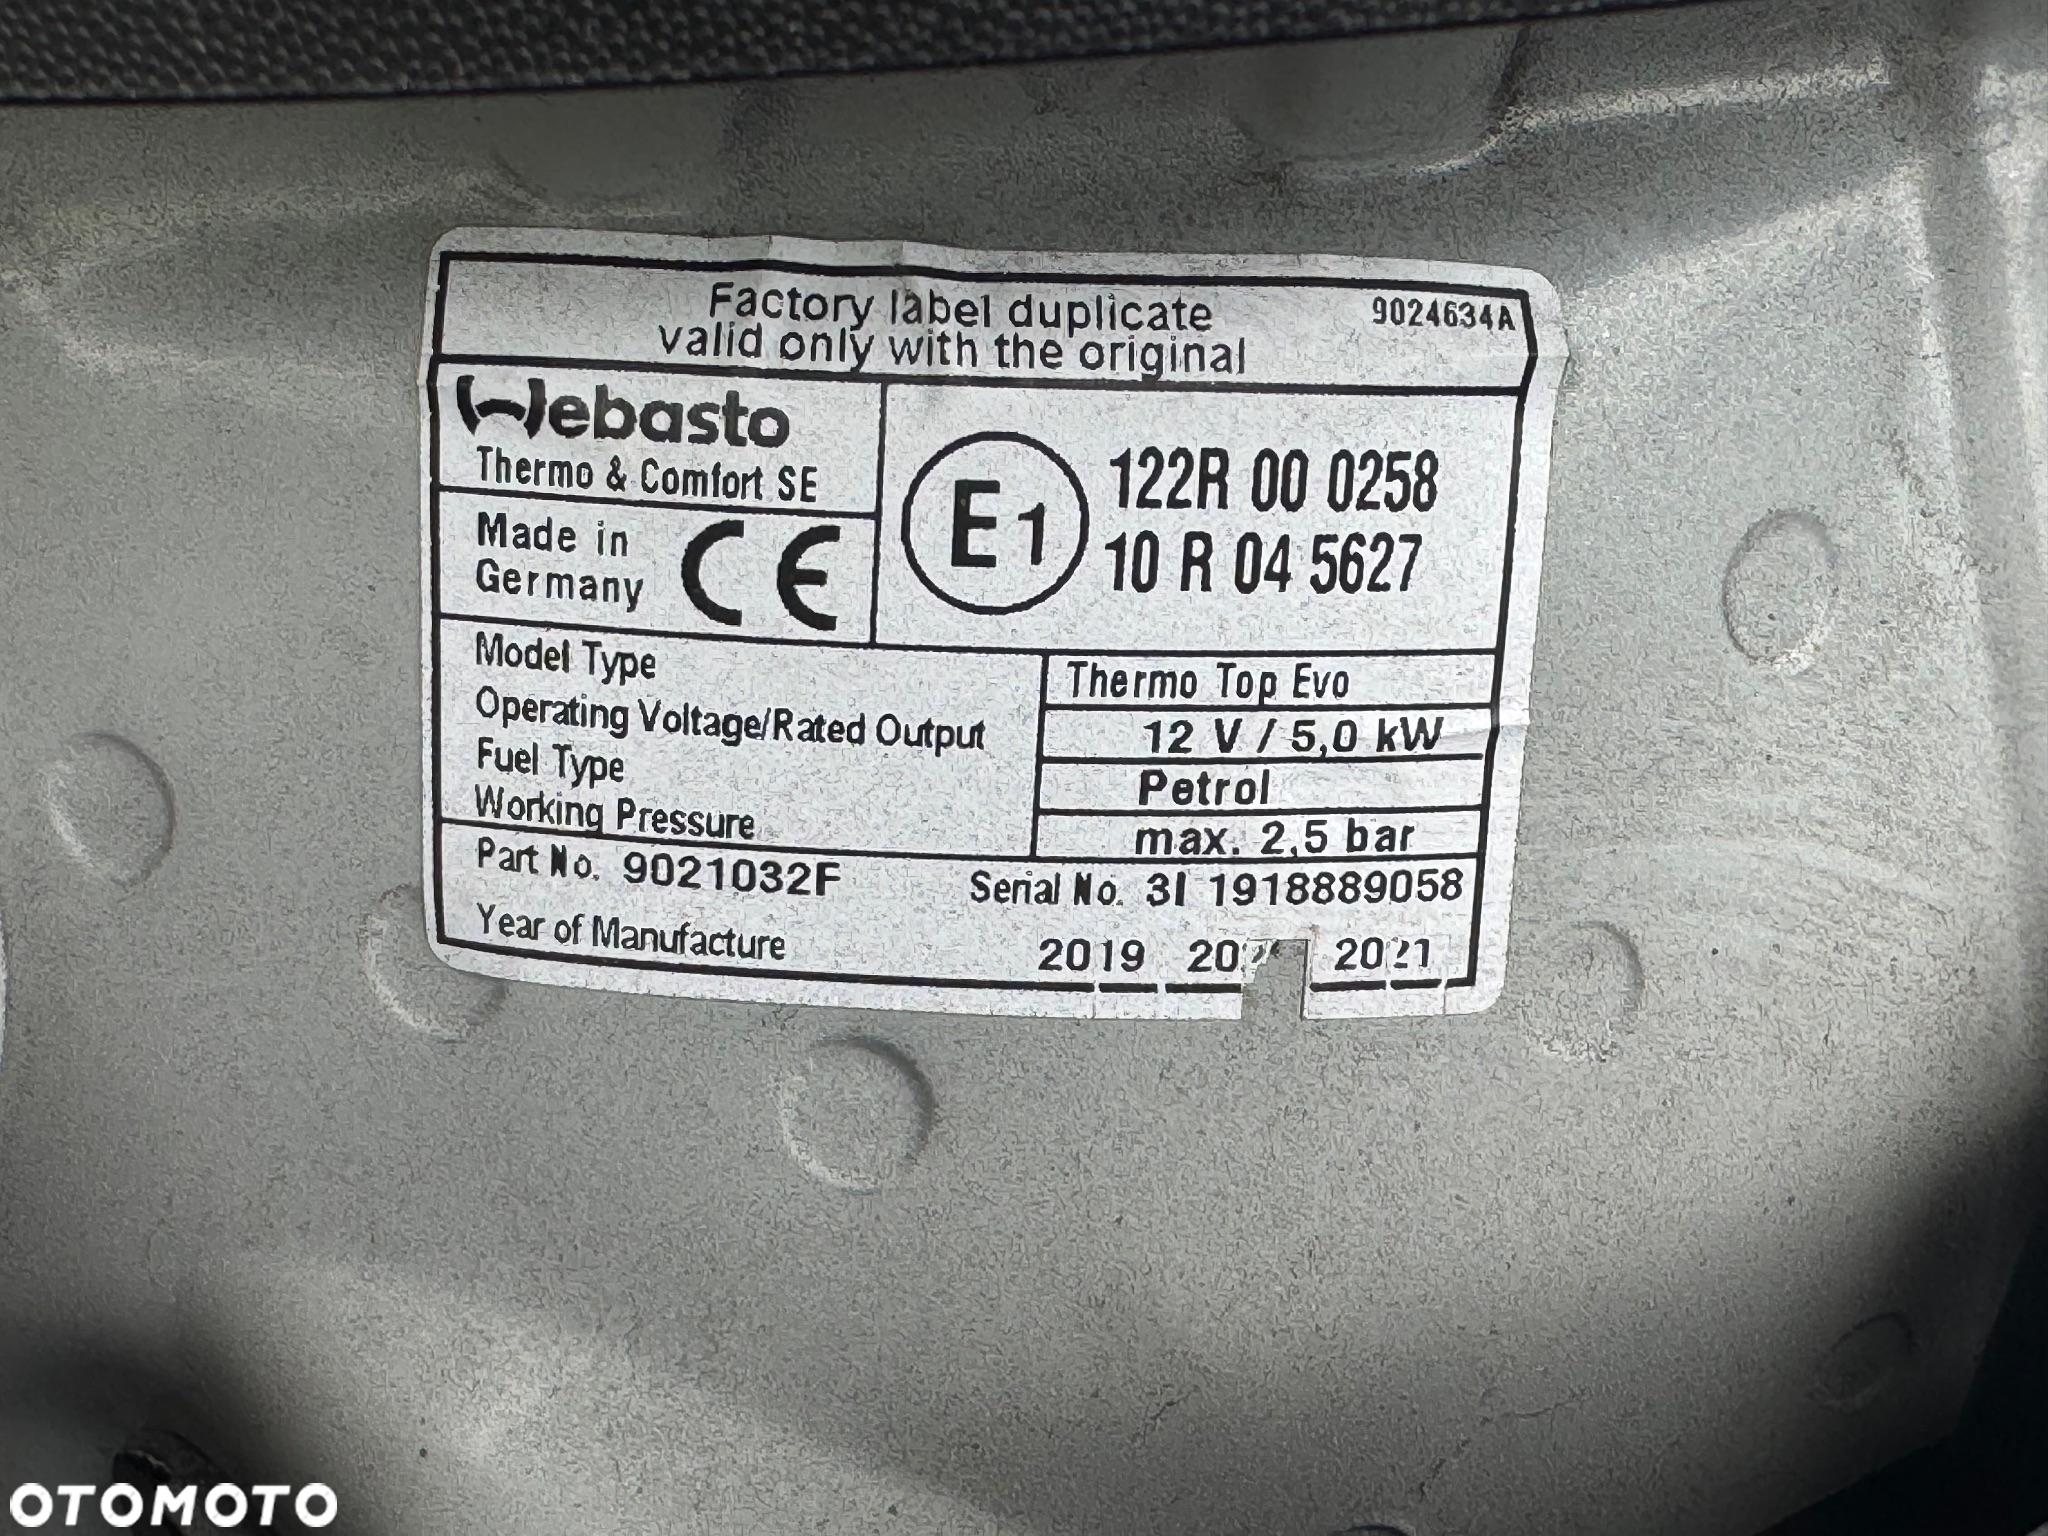 Factory label duplicate
valid only with the original
9024634A
Webasto
Thermo & Comfort SE
Made in
Germany
CE
E1
122R 00 0258
10 R 04 5627
Model Type
Thermo Top Evo
Operating Voltage/Rated Output
12 V / 5,0 kW
Fuel Type
Petrol
Working Pressure
max. 2,5 bar
Part No. 9021032F
Serial No. 3I 1918889058
Year of Manufacture
2019 2021
OTOMOTO